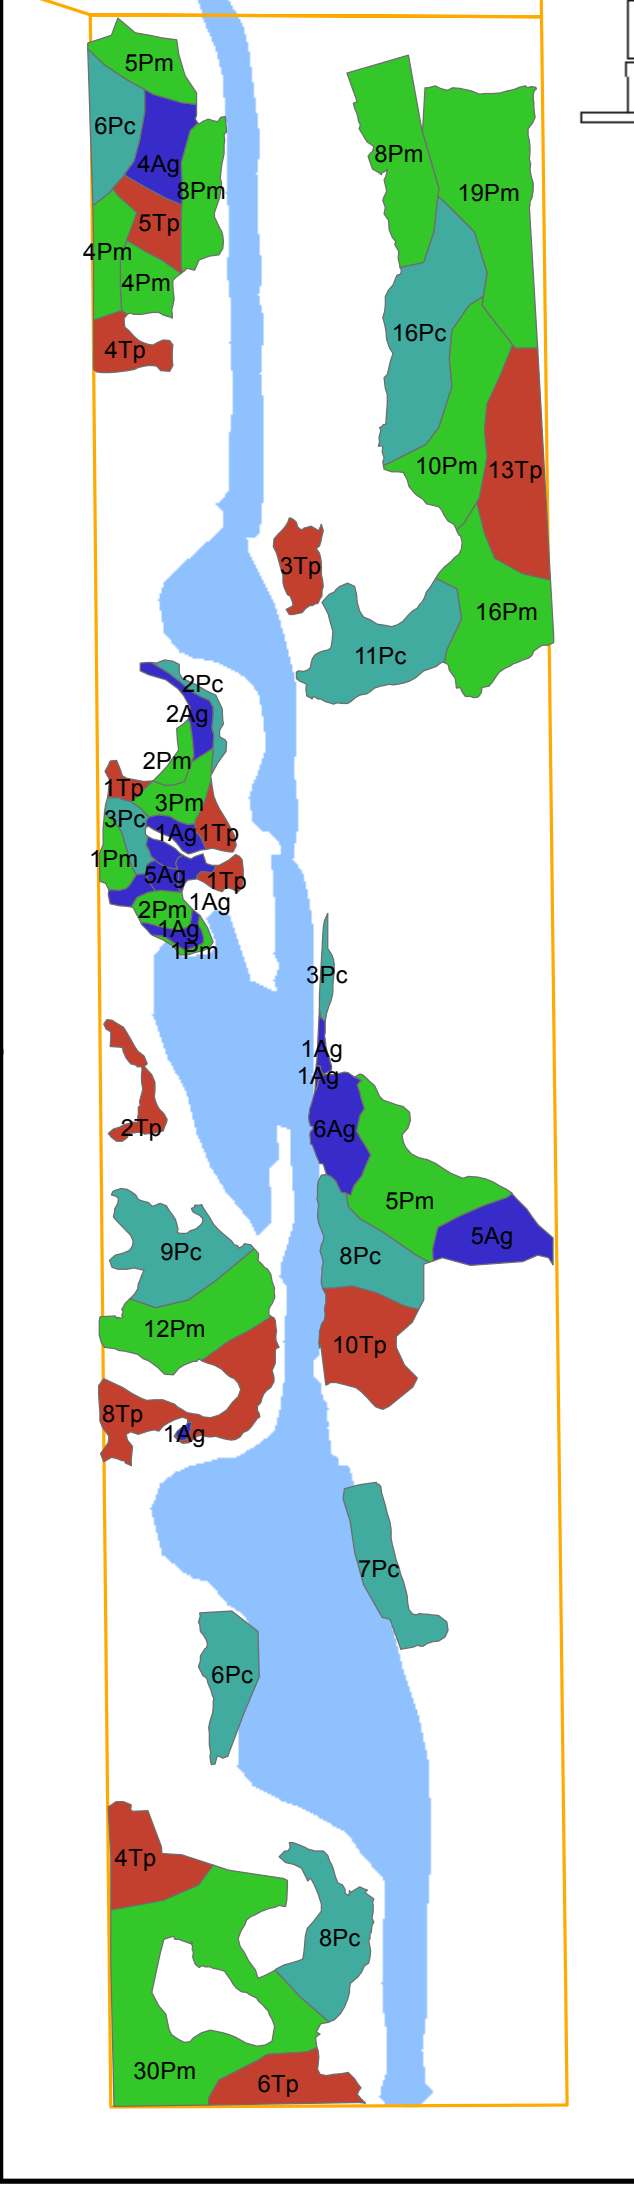 5Pm
6Pc
8Pm
4Ag
8Pm
19Pm
5Tp
4Pm
4Pm
16Pc
4Tp
10Pm
13Tp
3Tp
16Pm
11Pc
2Pc
2Ag
2Pm
1Tp
3Pm
3Pc
1Ag
1Tp
1Pm
5Ag
1Tp
1Ag
2Pm
1Ag
1Pm
3Pc
1Ag
1Ag
2Tp
6Ag
5Pm
5Ag
9Pc
8Pc
12Pm
10Tp
8Tp
1Ag
7Pc
6Pc
4Tp
8Pc
30Pm
6Tp